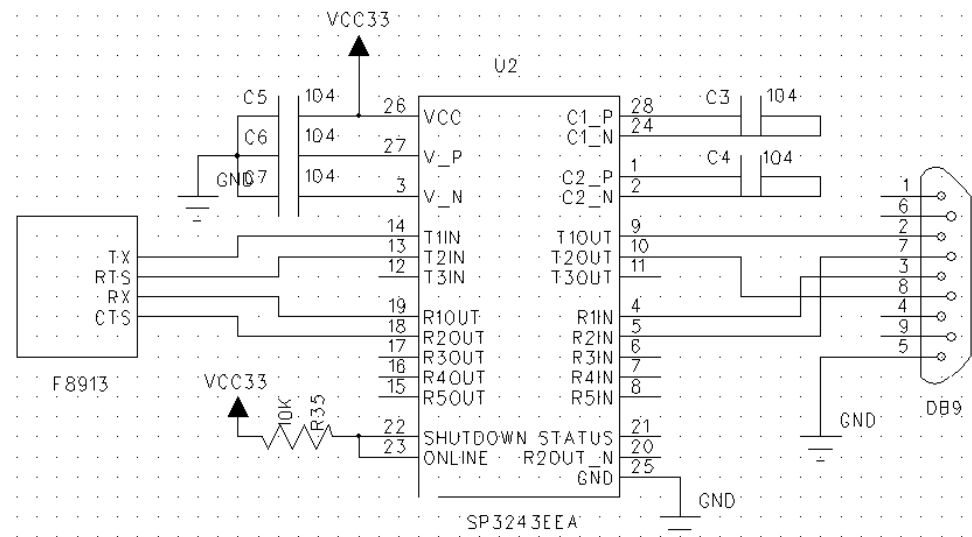 VCC33
U2
C5 104
C6 104
C7 104
GND
26 VCC
27 V_P
3 V_N
14 T1IN
13 T2IN
12 T3IN
19 R1OUT
18 R2OUT
17 R3OUT
16 R4OUT
15 R5OUT
22 SHUTDOWN
23 ONLINE
C1_P 28
C1_N 24
C2_P 1
C2_N 2
T1OUT 9
T2OUT 10
T3OUT 11
R1IN 4
R2IN 5
R3IN 6
R4IN 7
R5IN 8
STATUS 21
R2OUT_N 20
GND 25
SP3243EEA
C3 104
C4 104
TX
RTS
RX
CTS
F8913
VCC33
10K
R35
1
6
2
7
3
8
4
9
5
DB9
GND
GND